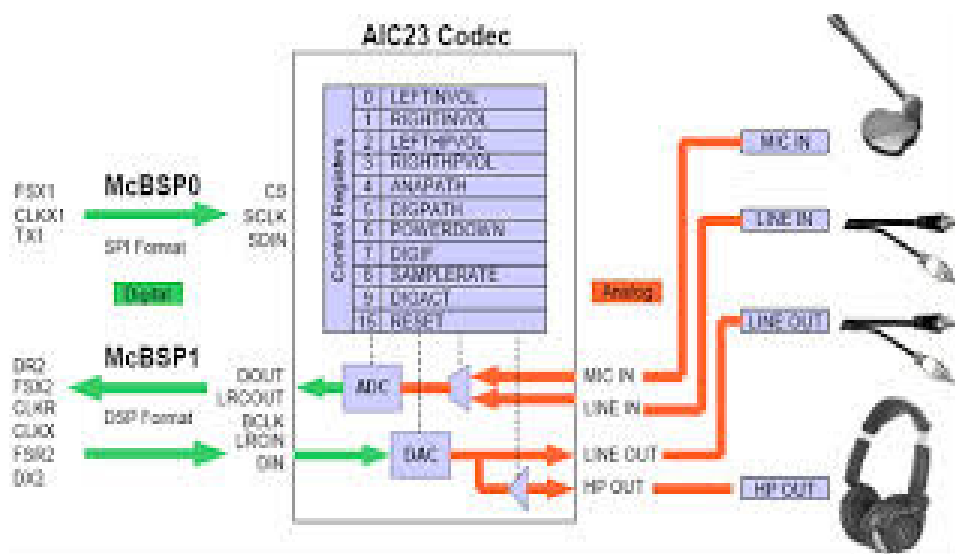 AIC23 Codec
Control Registers
0 LEFTINVOL
1 RIGHTINVOL
2 LEFTHPVOL
3 RIGHTHPVOL
4 ANAPATH
5 DIGPATH
6 POWERDOWN
7 DIGIF
8 SAMPLERATE
9 DIGACT
15 RESET
FSX1
CLKX1
TX1
McBSP0
SPI Format
CS
SCLK
SDIN
Digital
Analog
MIC IN
LINE IN
LINE OUT
HP OUT
DR2
FSX2
CLKR
CLKX
FSR2
DX2
McBSP1
DSP Format
DOUT
LRCOUT
BCLK
LRCIN
DIN
ADC
DAC
MIC IN
LINE IN
LINE OUT
HP OUT